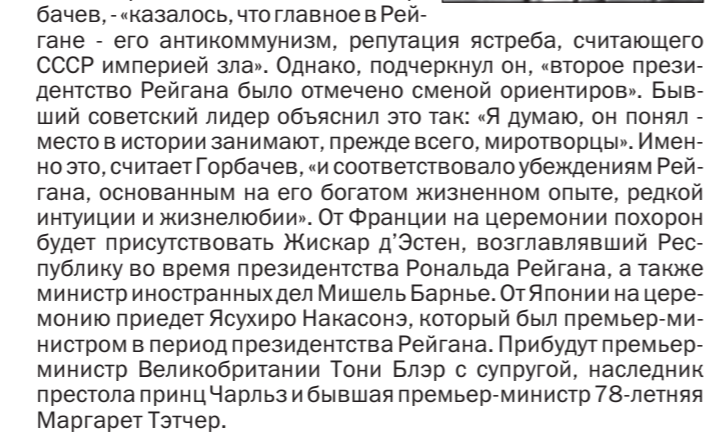 бачев, - «казалось, что главное в Рей-
гане - его антикоммунизм, репутация ястреба, считающего
СССР империей зла». Однако, подчеркнул он, «второе прези-
дентство Рейгана было отмечено сменой ориентиров». Быв-
ший советский лидер объяснил это так: «Я думаю, он понял -
место в истории занимают, прежде всего, миротворцы». Имен-
но это, считает Горбачев, «и соответствовало убеждениям Рей-
гана, основанным на его богатом жизненном опыте, редкой
интуиции и жизнелюбии». От Франции на церемонии похорон
будет присутствовать Жискар д’Эстен, возглавлявший Рес-
публику во время президентства Рональда Рейгана, а также
министр иностранных дел Мишель Барнье. От Японии на цере-
монию приедет Ясухиро Накасонэ, который был премьер-ми-
нистром в период президентства Рейгана. Прибудут премьер-
министр Великобритании Тони Блэр с супругой, наследник
престола принц Чарльз и бывшая премьер-министр 78-летняя
Маргарет Тэтчер.